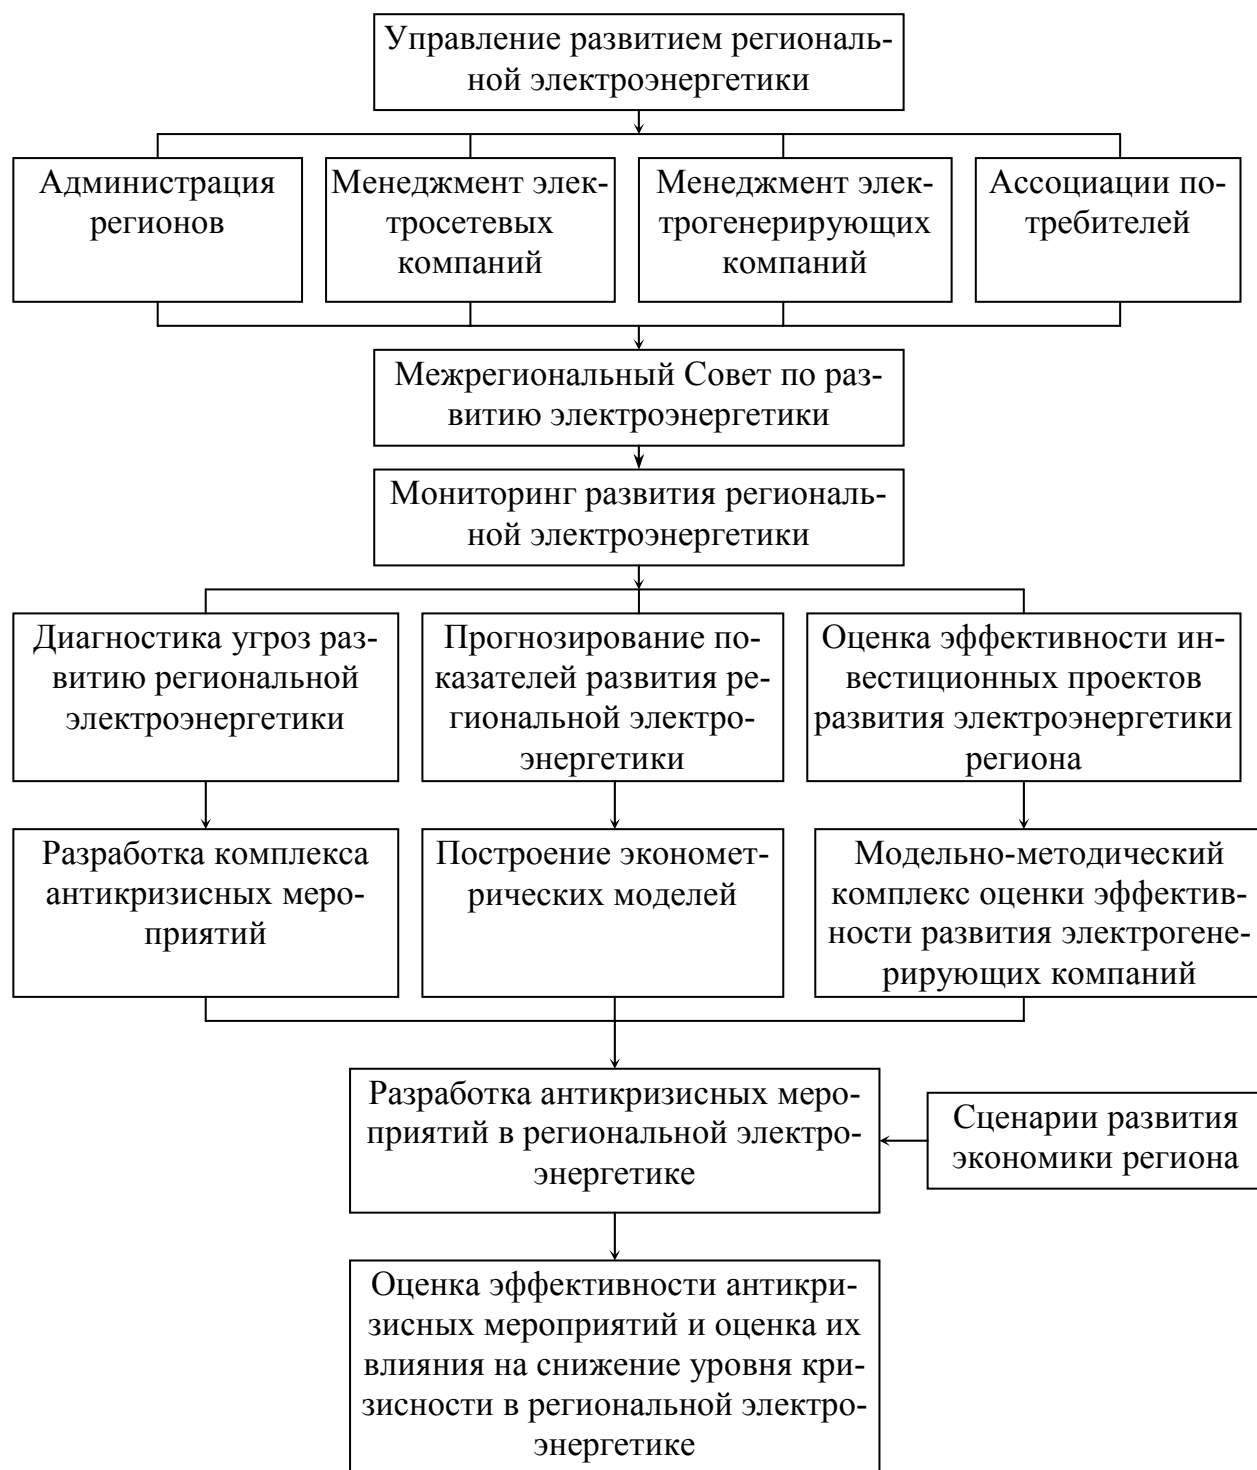 Управление развитием региональ-
ной электроэнергетики
Администрация
регионов
Менеджмент элек-
тросетевых
компаний
Менеджмент элек-
трогенерирующих
компаний
Ассоциации по-
требителей
Межрегиональный Совет по раз-
витию электроэнергетики
Мониторинг развития региональ-
ной электроэнергетики
Диагностика угроз раз-
витию региональной
электроэнергетики
Прогнозирование по-
казателей развития ре-
гиональной электро-
энергетики
Оценка эффективности ин-
вестиционных проектов
развития электроэнергетики
региона
Разработка комплекса
антикризисных меро-
приятий
Построение эконометрических моделей
Модельно-методический
комплекс оценки эффектив-
ности развития электрогене-
рирующих компаний
Разработка антикризисных меро-
приятий в региональной электро-
энергетике
Сценарии развития
экономики региона
Оценка эффективности антикри-
зисных мероприятий и оценка их
влияния на снижение уровня кри-
зисности в региональной электро-
энергетике